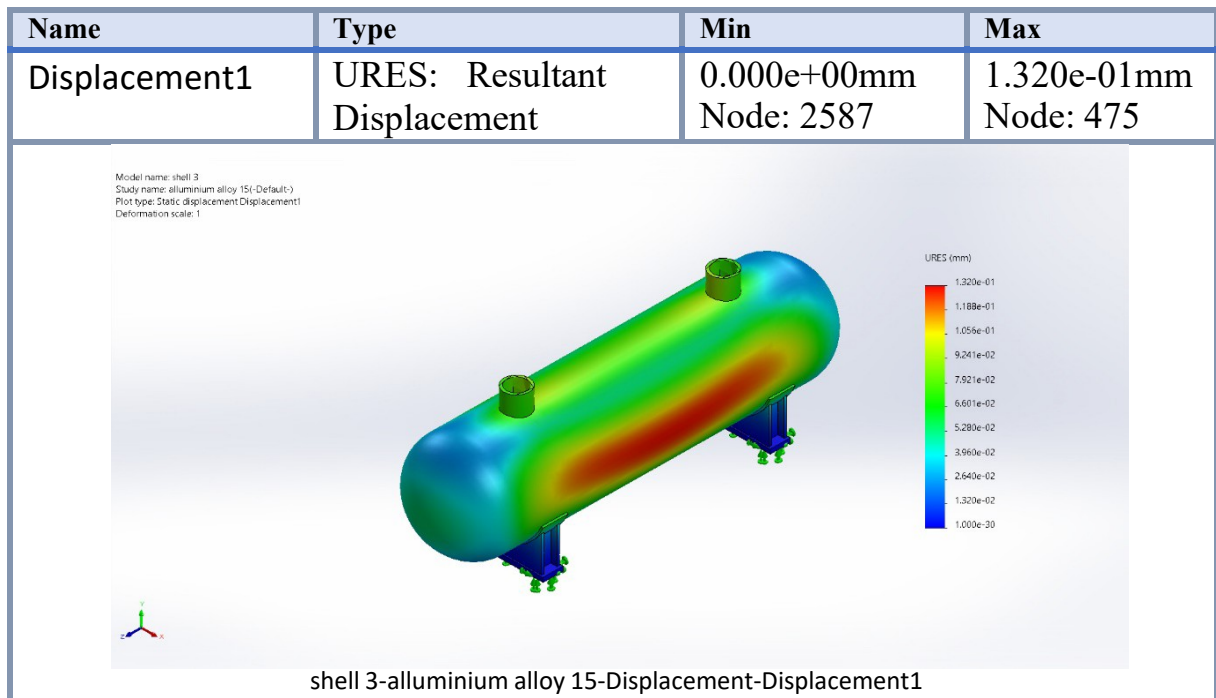 Name Type Min Max
Displacement1 URES: Resultant 0.000e+00mm 1.320e-01mm
Displacement Node: 2587 Node: 475
Model name: shell 3
Study name: alluminium alloy 15(-Default-)
Plot type: Static displacement Displacement1
Deformation scale: 1
URES (mm)
1.320e-01
1.188e-01
1.056e-01
9.241e-02
7.921e-02
6.601e-02
5.280e-02
3.960e-02
2.640e-02
1.320e-02
1.000e-30
Y
Z X
shell 3-alluminium alloy 15-Displacement-Displacement1